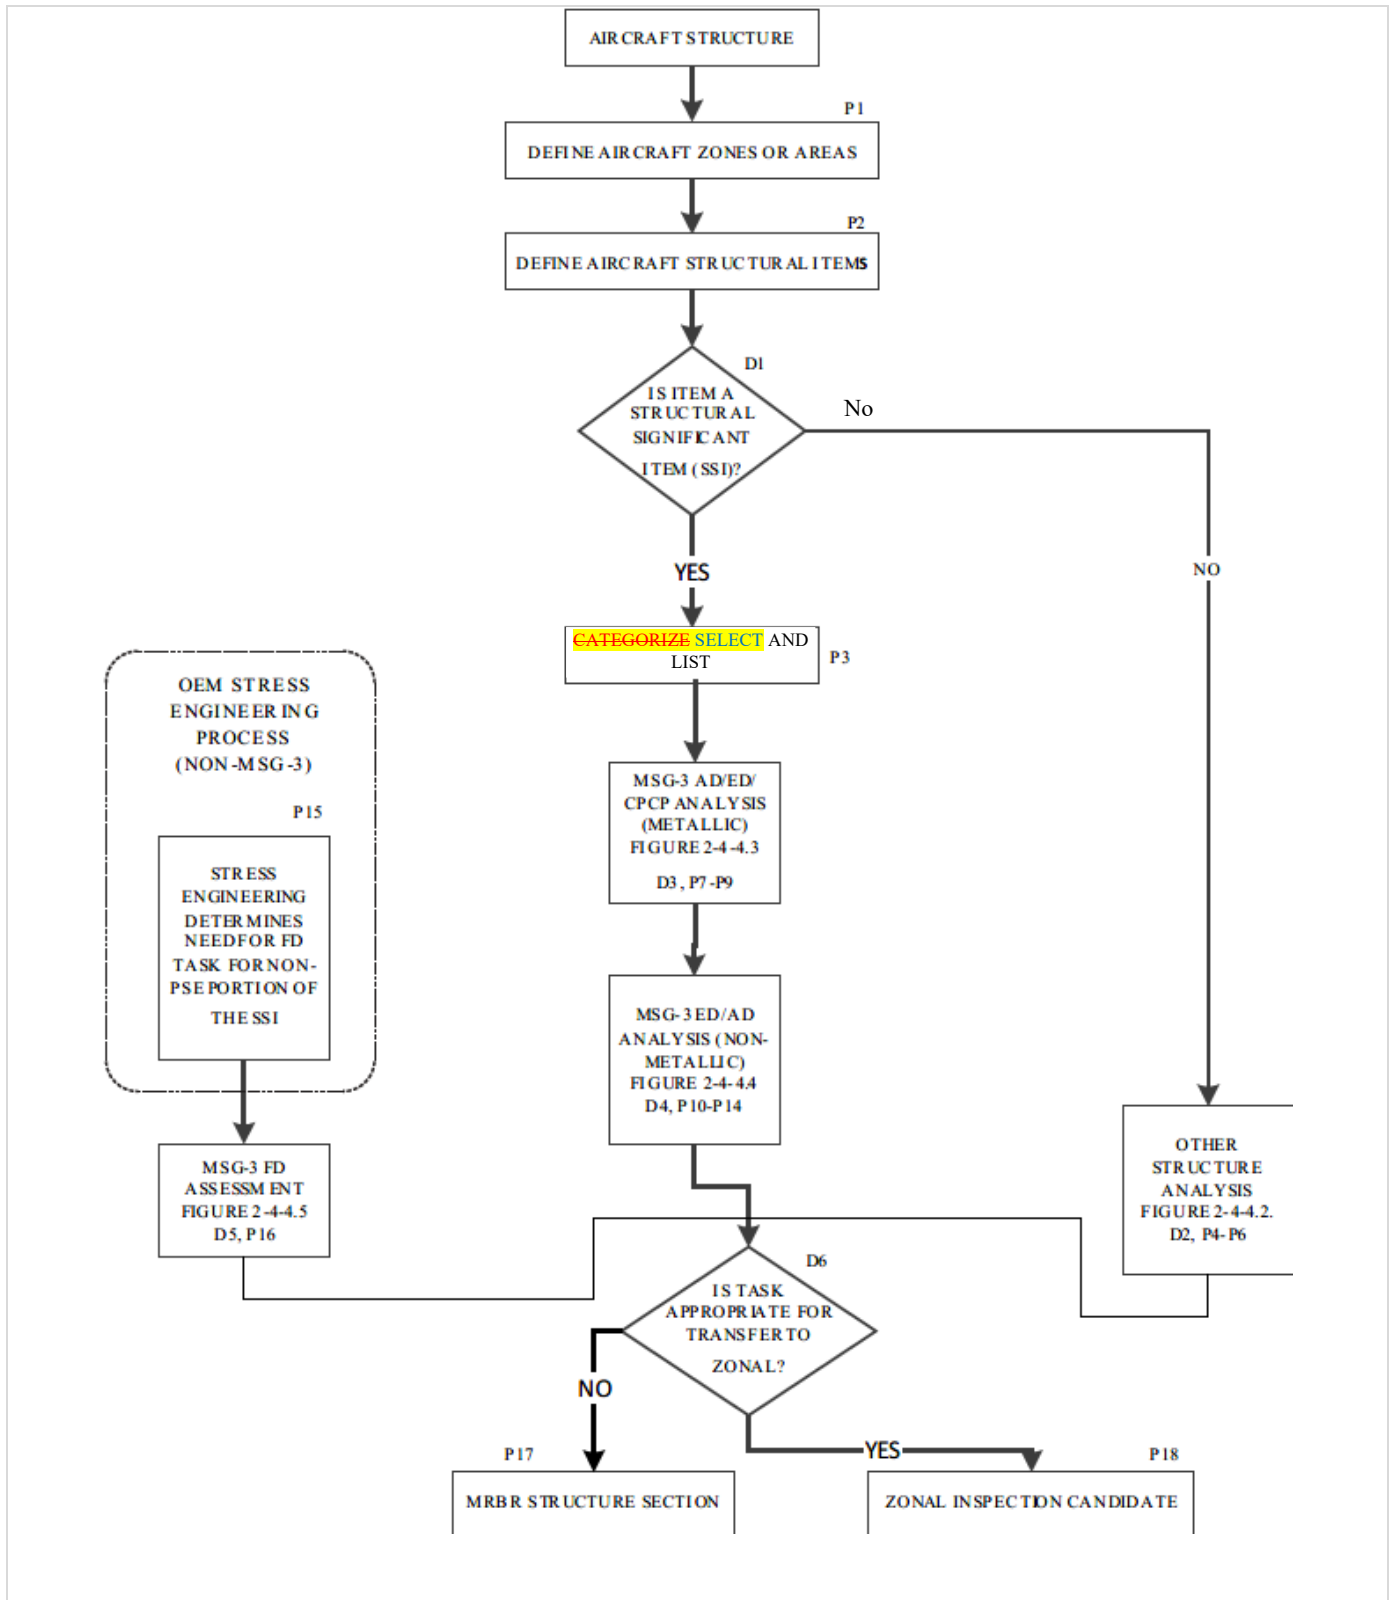 AIRCRAFT STRUCTURE
P1
DEFINE AIRCRAFT ZONES OR AREAS
P2
DEFINE AIRCRAFT STRUCTURAL ITEMS
D1
IS ITEM A
STRUCTURAL
SIGNIFICANT
ITEM (SSI)?
No
YES
NO
CATEGORIZE SELECT AND
LIST
P3
OEM STRESS
ENGINEERING
PROCESS
(NON-MSG-3)
P15
STRESS
ENGINEERING
DETERMINES
NEED FOR FD
TASK FOR NON-
PSE PORTION OF
THE SSI
MSG-3 AD/ED/
CPCP ANALYSIS
(METALLIC)
FIGURE 2-4-4.3
D3, P7-P9
MSG-3 ED/AD
ANALYSIS (NON-
METALLIC)
FIGURE 2-4-4.4
D4, P10-P14
MSG-3 FD
ASSESSMENT
FIGURE 2-4-4.5
D5, P16
OTHER
STRUCTURE
ANALYSIS
FIGURE 2-4-4.2.
D2, P4-P6
D6
IS TASK
APPROPRIATE FOR
TRANSFER TO
ZONAL?
NO
YES
P17
MRBR STRUCTURE SECTION
P18
ZONAL INSPECTION CANDIDATE